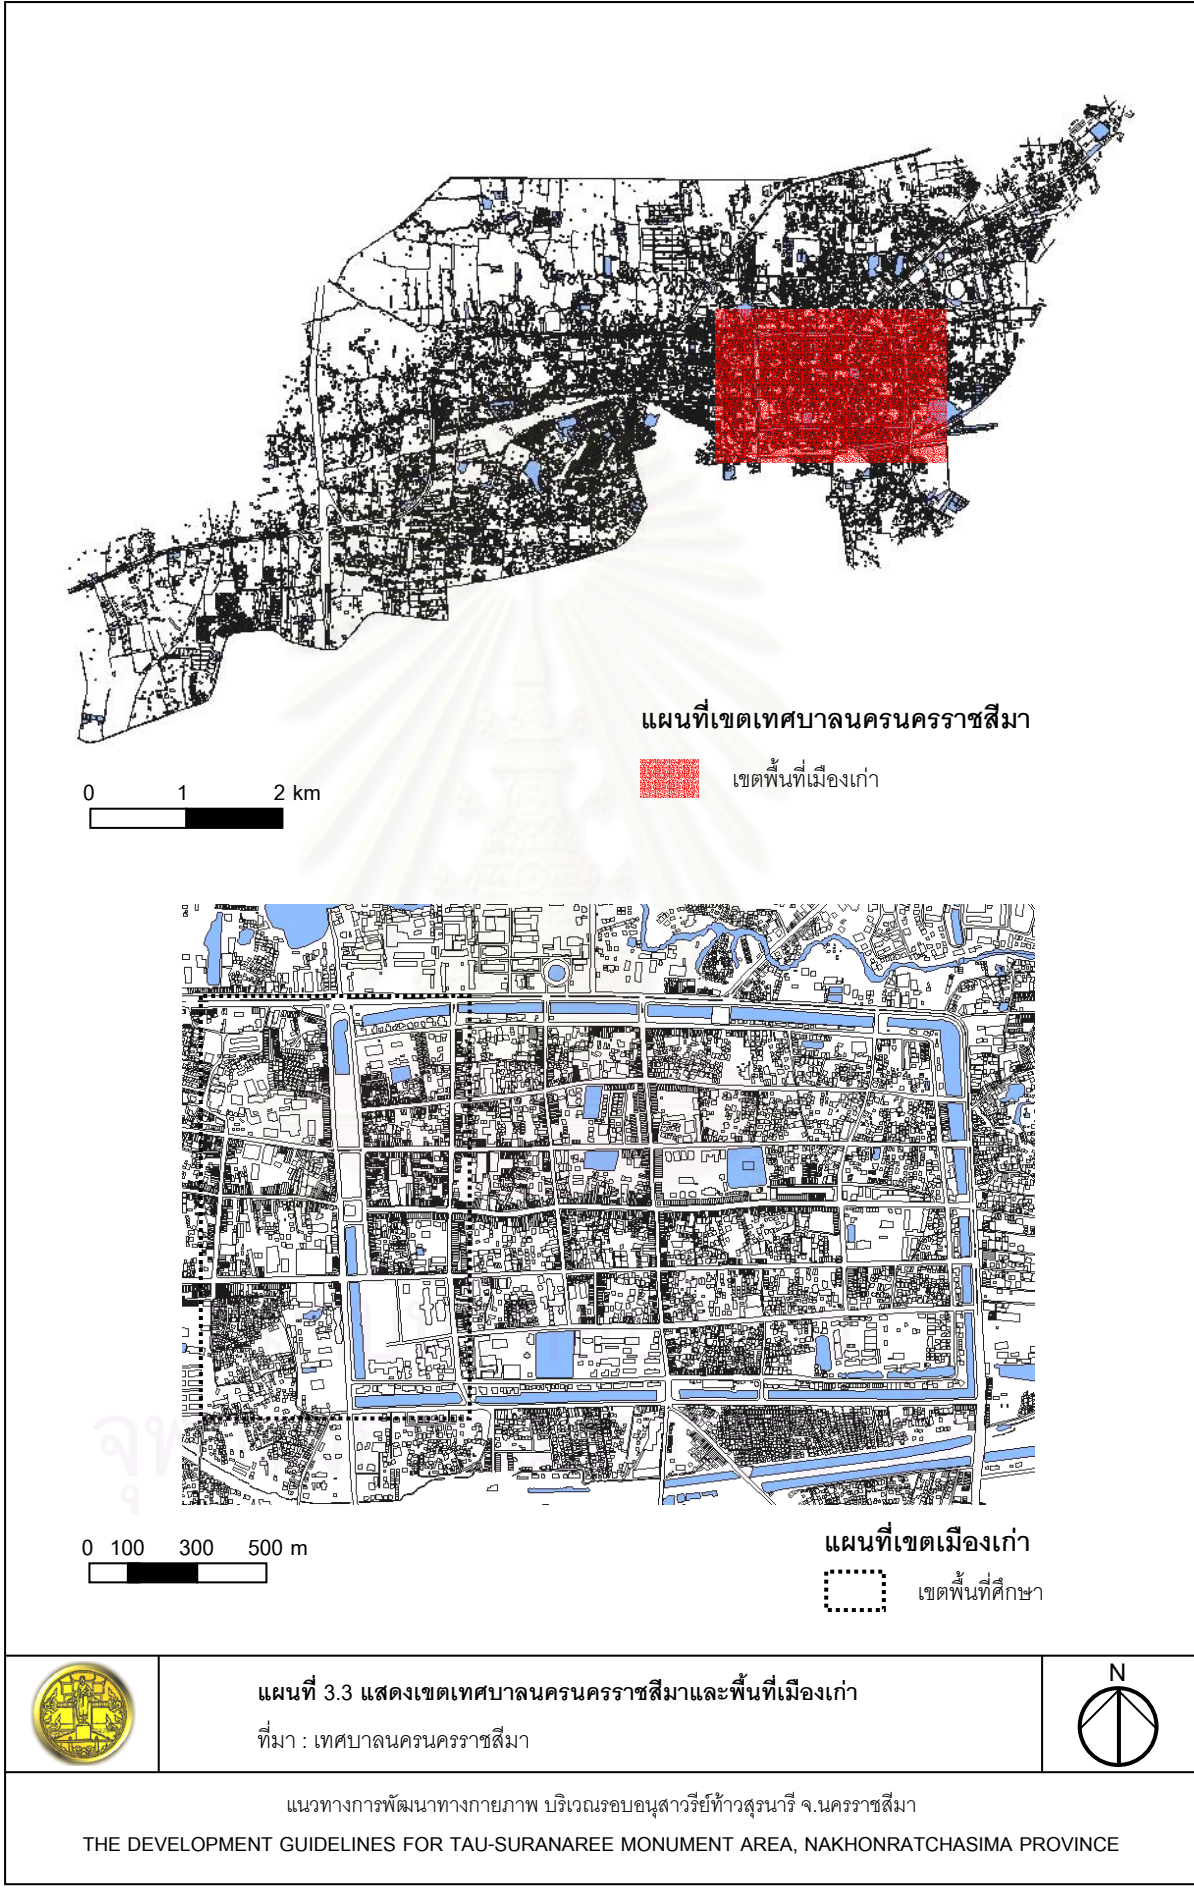 แผนที่เขตเทศบาลนครนครราชสีมา
เขตพื้นที่เมืองเก่า
0 1 2 km
0 100 300 500 m
แผนที่เขตเมืองเก่า
เขตพื้นที่ศึกษา
แผนที่ 3.3 แสดงเขตเทศบาลนครนครราชสีมาและพื้นที่เมืองเก่า
ที่มา : เทศบาลนครนครราชสีมา
N
แนวทางการพัฒนาทางกายภาพ บริเวณรอบอนุสาวรีย์ท้าวสุรนารี จ.นครราชสีมา
THE DEVELOPMENT GUIDELINES FOR TAU-SURANAREE MONUMENT AREA, NAKHONRATCHASIMA PROVINCE